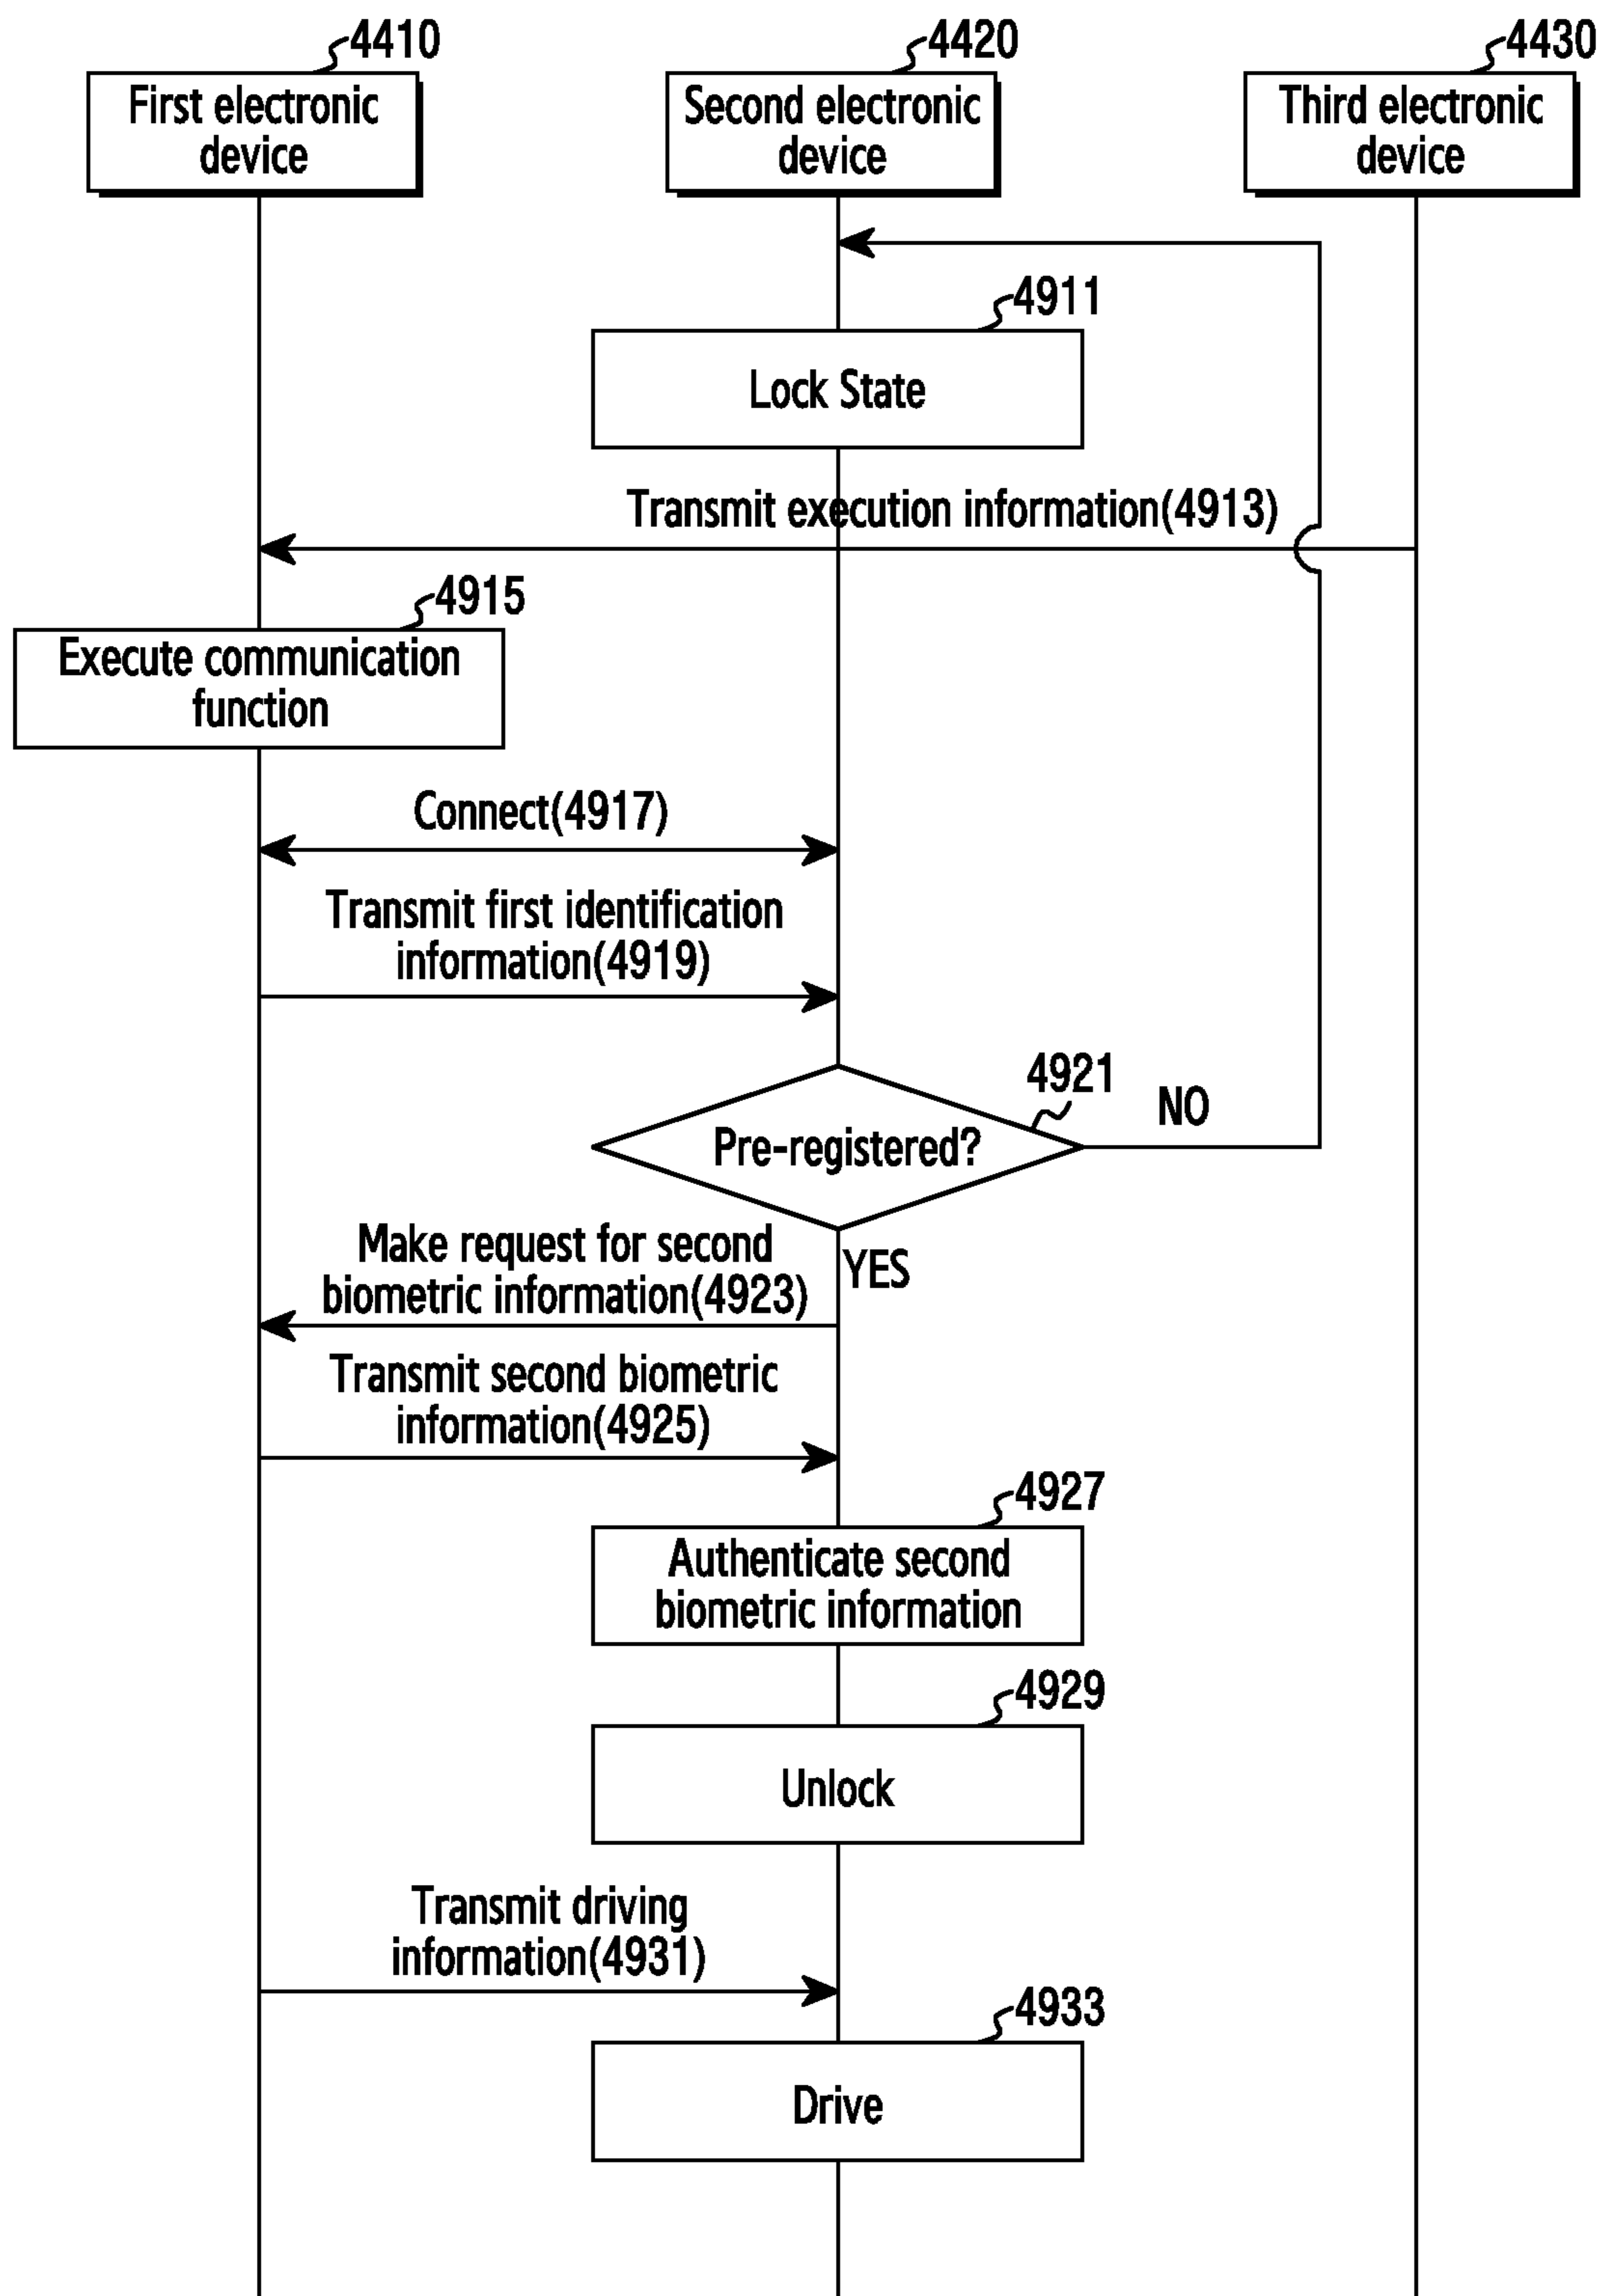 4410
4420
4430
First electronic
device
Second electronic
device
Third electronic
device
4911
Lock State
Transmit execution information(4913)
4915
Execute communication
function
Connect(4917)
Transmit first identification
information(4919)
4921
NO
Pre-registered?
YES
Make request for second
biometric information(4923)
Transmit second biometric
information(4925)
4927
Authenticate second
biometric information
4929
Unlock
Transmit driving
information(4931)
4933
Drive